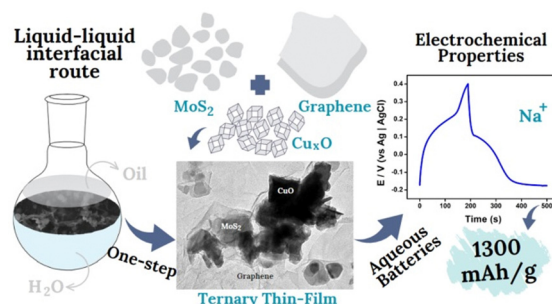 Liquid-liquid
interfacial
route
Oil
H₂O
One-step
MoS₂
Graphene
CuₓO
CuO
MoS₂
Graphene
Ternary Thin-Film
Aqueous
Batteries
Electrochemical
Properties
Na⁺
E / V (vs Ag | AgCl)
0.4
0.3
0.2
0.1
0.0
-0.1
-0.2
0 100 200 300 400 500
Time (s)
1300
mAh/g